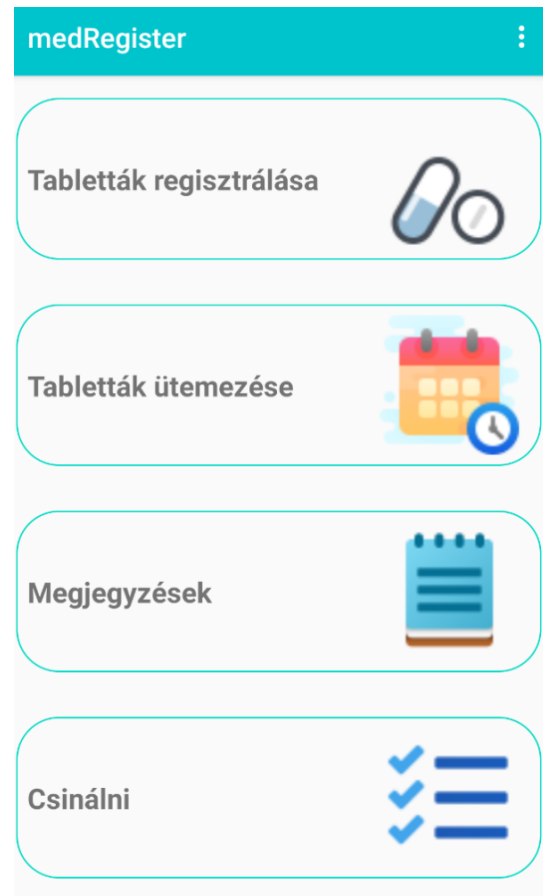 medRegister
Tabletták regisztrálása
Tabletták ütemezése
Megjegyzések
Csinálni